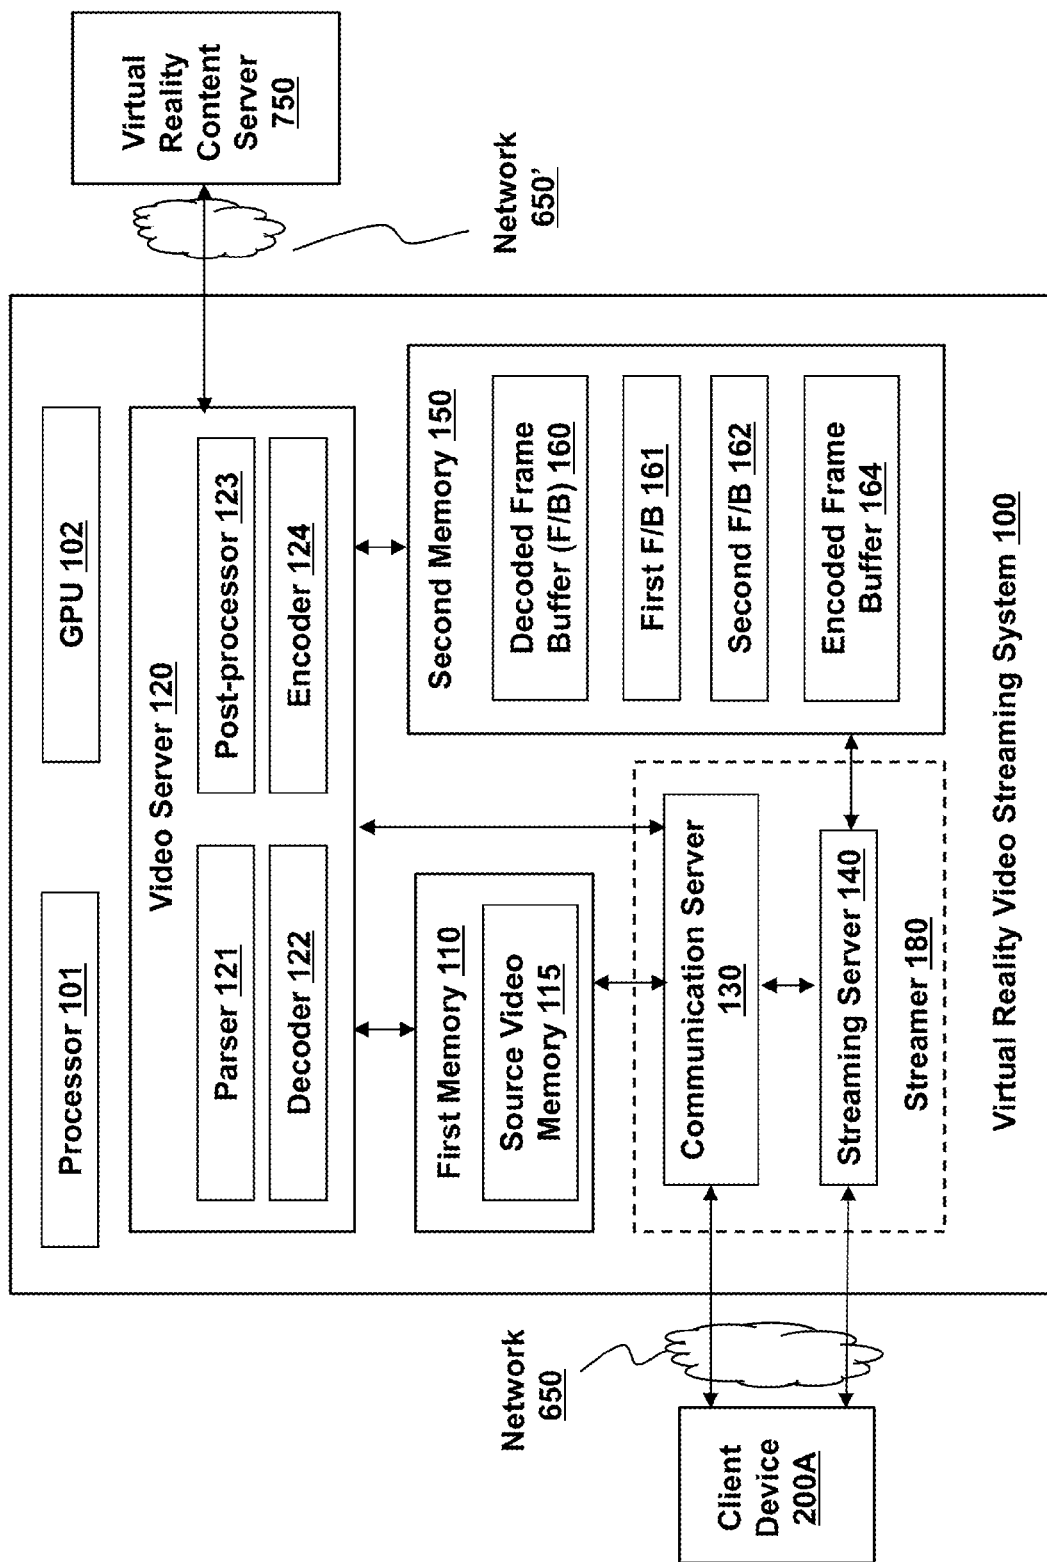 Processor 101
GPU 102
Video Server 120
Parser 121
Post-processor 123
Decoder 122
Encoder 124
First Memory 110
Source Video
Memory 115
Second Memory 150
Decoded Frame
Buffer (F/B) 160
First F/B 161
Second F/B 162
Encoded Frame
Buffer 164
Communication Server
130
Streaming Server 140
Streamer 180
Virtual Reality Video Streaming System 100
Network
650
Client
Device
200A
Virtual
Reality
Content
Server
750
Network
650’